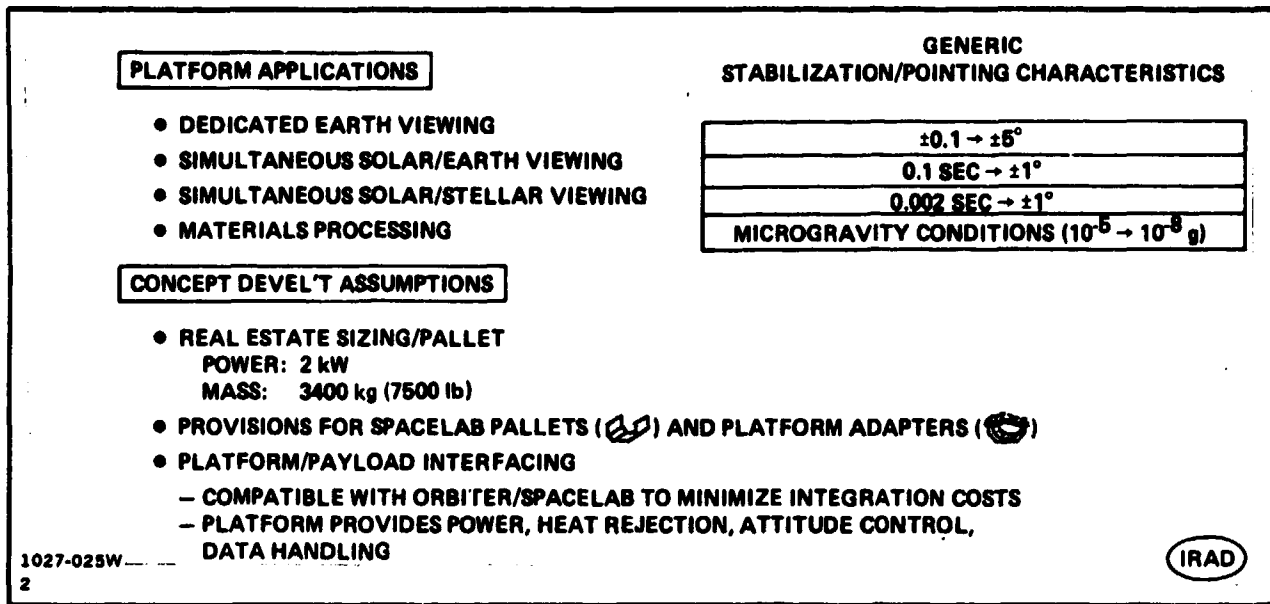 PLATFORM APPLICATIONS
GENERIC
STABILIZATION/POINTING CHARACTERISTICS
● DEDICATED EARTH VIEWING
±0.1 → ±5°
● SIMULTANEOUS SOLAR/EARTH VIEWING
0.1 SEC → ±1°
● SIMULTANEOUS SOLAR/STELLAR VIEWING
0.002 SEC → ±1°
● MATERIALS PROCESSING
MICROGRAVITY CONDITIONS (10⁻⁵ → 10⁻⁸ g)
CONCEPT DEVEL'T ASSUMPTIONS
● REAL ESTATE SIZING/PALLET
POWER: 2 kW
MASS: 3400 kg (7500 lb)
● PROVISIONS FOR SPACELAB PALLETS ( ) AND PLATFORM ADAPTERS ( )
● PLATFORM/PAYLOAD INTERFACING
– COMPATIBLE WITH ORBITER/SPACELAB TO MINIMIZE INTEGRATION COSTS
– PLATFORM PROVIDES POWER, HEAT REJECTION, ATTITUDE CONTROL,
DATA HANDLING
1027-025W
2
IRAD